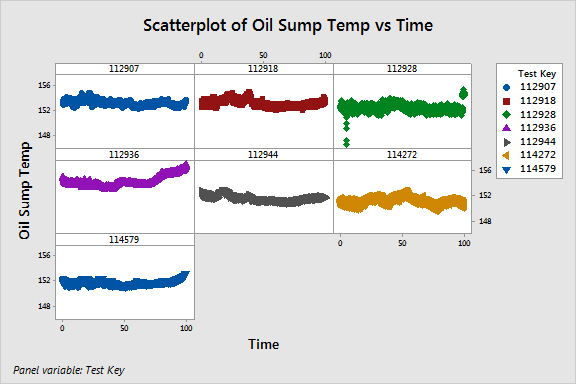 Scatterplot of Oil Sump Temp vs Time
0 100
112907 112918 112928
156
152
148
112936 112944 114272
156
152
148
114579
156
152
148
0 50 100
0 50 100
Oil Sump Temp
Time
Test Key
112907
112918
112928
112936
112944
114272
114579
Panel variable: Test Key